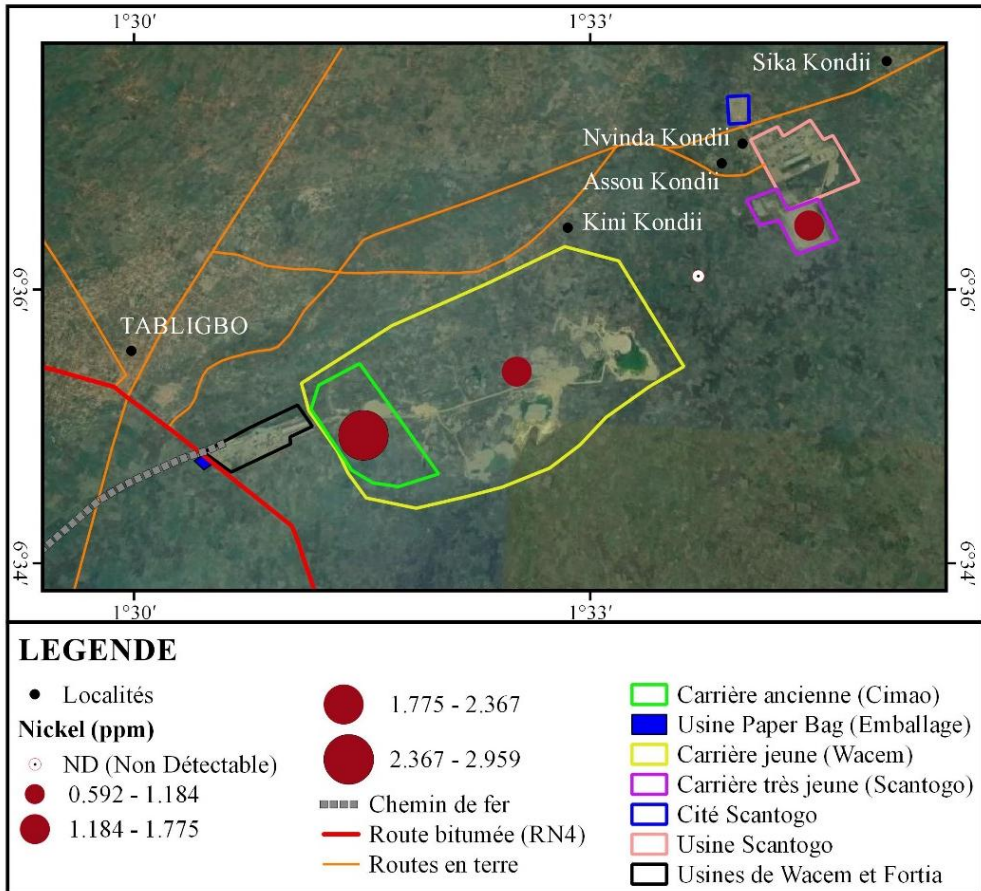 1°30' 1°33'
Sika Kondji
Nvinda Kondji
Assou Kondji
Kini Kondji
6°36' 6°36'
TABLIGBO
6°34' 6°34'
1°30' 1°33'
LEGENDE
Localités
Nickel (ppm)
ND (Non Détectable)
0.592 - 1.184
1.184 - 1.775
1.775 - 2.367
2.367 - 2.959
Chemin de fer
Route bitumée (RN4)
Routes en terre
Carrière ancienne (Cimao)
Usine Paper Bag (Emballage)
Carrière jeune (Wacem)
Carrière très jeune (Scantogo)
Cité Scantogo
Usine Scantogo
Usines de Wacem et Fortia